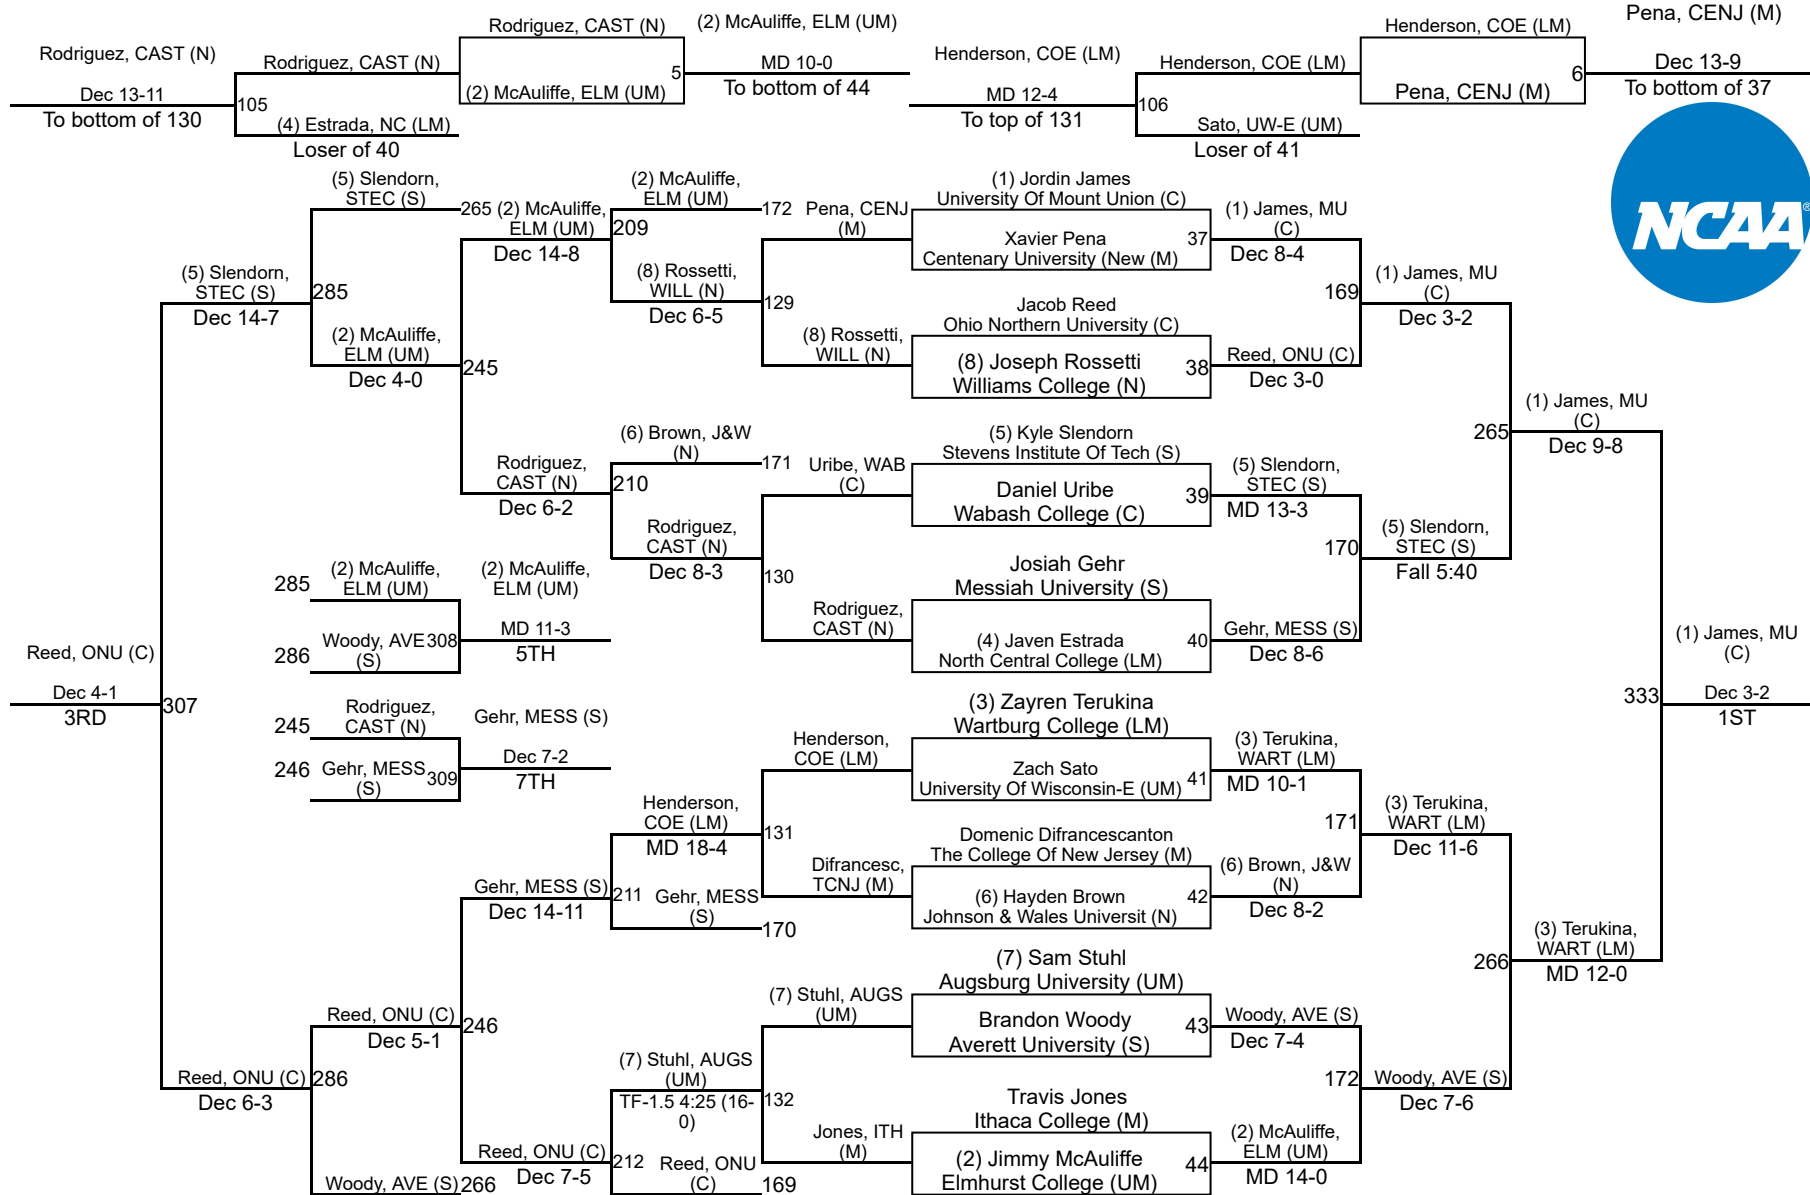 Rodriguez, CAST (N)
Dec 13-11
To bottom of 130
105
Rodriguez, CAST (N)
(4) Estrada, NC (LM)
Loser of 40
Rodriguez, CAST (N)
(2) McAuliffe, ELM (UM)
5
(2) McAuliffe, ELM (UM)
MD 10-0
To bottom of 44
Henderson, COE (LM)
MD 12-4
To top of 131
106
Henderson, COE (LM)
Sato, UW-E (UM)
Loser of 41
Henderson, COE (LM)
Pena, CENJ (M)
6
Pena, CENJ (M)
Dec 13-9
To bottom of 37
NCAA®
(5) Slendorn,
STEC (S)
265
(2) McAuliffe,
ELM (UM)
Dec 14-8
209
(2) McAuliffe,
ELM (UM)
172
Pena, CENJ
(M)
(1) Jordin James
University Of Mount Union (C)
Xavier Pena
Centenary University (New (M)
37
(1) James, MU
(C)
Dec 8-4
(5) Slendorn,
STEC (S)
Dec 14-7
285
(8) Rossetti,
WILL (N)
Dec 6-5
129
169
(1) James, MU
(C)
Dec 3-2
(2) McAuliffe,
ELM (UM)
Dec 4-0
245
(8) Rossetti,
WILL (N)
Jacob Reed
Ohio Northern University (C)
(8) Joseph Rossetti
Williams College (N)
38
Reed, ONU (C)
Dec 3-0
265
(1) James, MU
(C)
Dec 9-8
Rodriguez,
CAST (N)
Dec 6-2
210
(6) Brown, J&W
(N)
171
Uribe, WAB
(C)
(5) Kyle Slendorn
Stevens Institute Of Tech (S)
Daniel Uribe
Wabash College (C)
39
(5) Slendorn,
STEC (S)
MD 13-3
Rodriguez,
CAST (N)
Dec 8-3
130
170
(5) Slendorn,
STEC (S)
Fall 5:40
285
(2) McAuliffe,
ELM (UM)
286
Woody, AVE
(S)
308
(2) McAuliffe,
ELM (UM)
MD 11-3
5TH
Rodriguez,
CAST (N)
Josiah Gehr
Messiah University (S)
(4) Javen Estrada
North Central College (LM)
40
Gehr, MESS (S)
Dec 8-6
Reed, ONU (C)
Dec 4-1
3RD
307
333
(1) James, MU
(C)
Dec 3-2
1ST
245
Rodriguez,
CAST (N)
246
Gehr, MESS
(S)
309
Gehr, MESS (S)
Dec 7-2
7TH
Henderson,
COE (LM)
(3) Zayren Terukina
Wartburg College (LM)
Zach Sato
University Of Wisconsin-E (UM)
41
(3) Terukina,
WART (LM)
MD 10-1
Henderson,
COE (LM)
MD 18-4
131
171
(3) Terukina,
WART (LM)
Dec 11-6
Gehr, MESS (S)
Dec 14-11
211
Gehr, MESS
(S)
170
Difrancesc,
TCNJ (M)
Domenic Difrancescanton
The College Of New Jersey (M)
(6) Hayden Brown
Johnson & Wales Universit (N)
42
(6) Brown, J&W
(N)
Dec 8-2
266
(3) Terukina,
WART (LM)
MD 12-0
Reed, ONU (C)
Dec 5-1
246
(7) Stuhl, AUGS
(UM)
(7) Sam Stuhl
Augsburg University (UM)
Brandon Woody
Averett University (S)
43
Woody, AVE (S)
Dec 7-4
Reed, ONU (C)
Dec 6-3
286
(7) Stuhl, AUGS
(UM)
TF-1.5 4:25 (16-
0)
132
172
Woody, AVE (S)
Dec 7-6
Woody, AVE (S)
266
Reed, ONU (C)
Dec 7-5
212
Reed, ONU
(C)
169
Jones, ITH
(M)
Travis Jones
Ithaca College (M)
(2) Jimmy McAuliffe
Elmhurst College (UM)
44
(2) McAuliffe,
ELM (UM)
MD 14-0